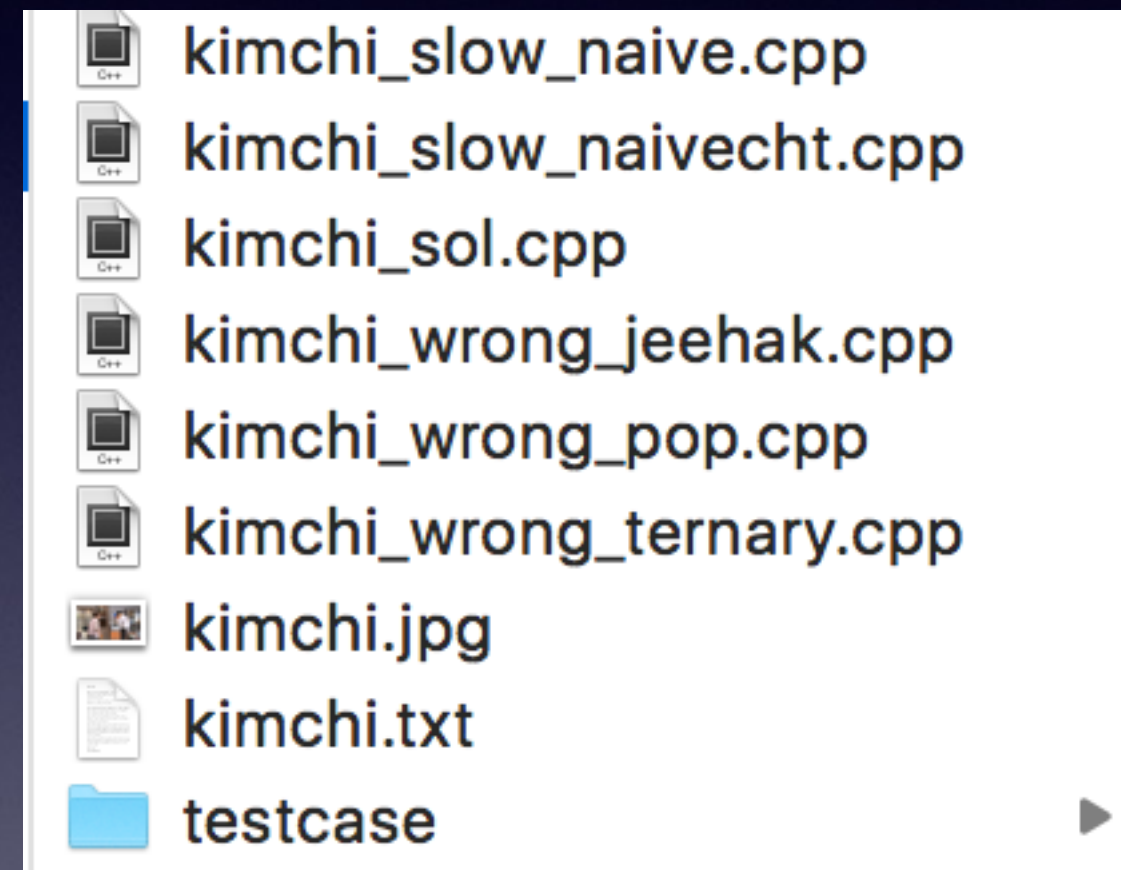 kimchi_slow_naive.cpp
C++
kimchi_slow_naivecht.cpp
C++
kimchi_sol.cpp
C++
kimchi_wrong_jeehak.cpp
C++
kimchi_wrong_pop.cpp
C++
kimchi_wrong_ternary.cpp
C++
kimchi.jpg
kimchi.txt
testcase